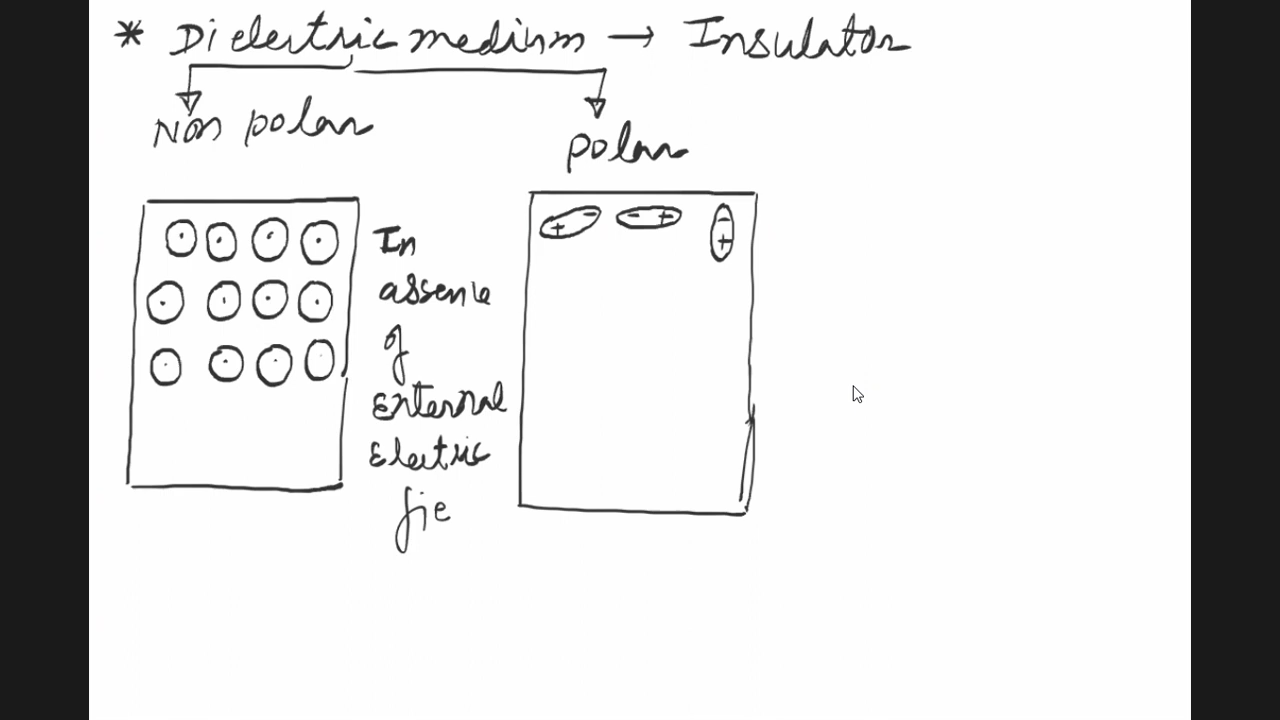 * Dielectric medium → Insulator
Non polar
polar
In
assence
of
External
Electric
fie
- + - + - +